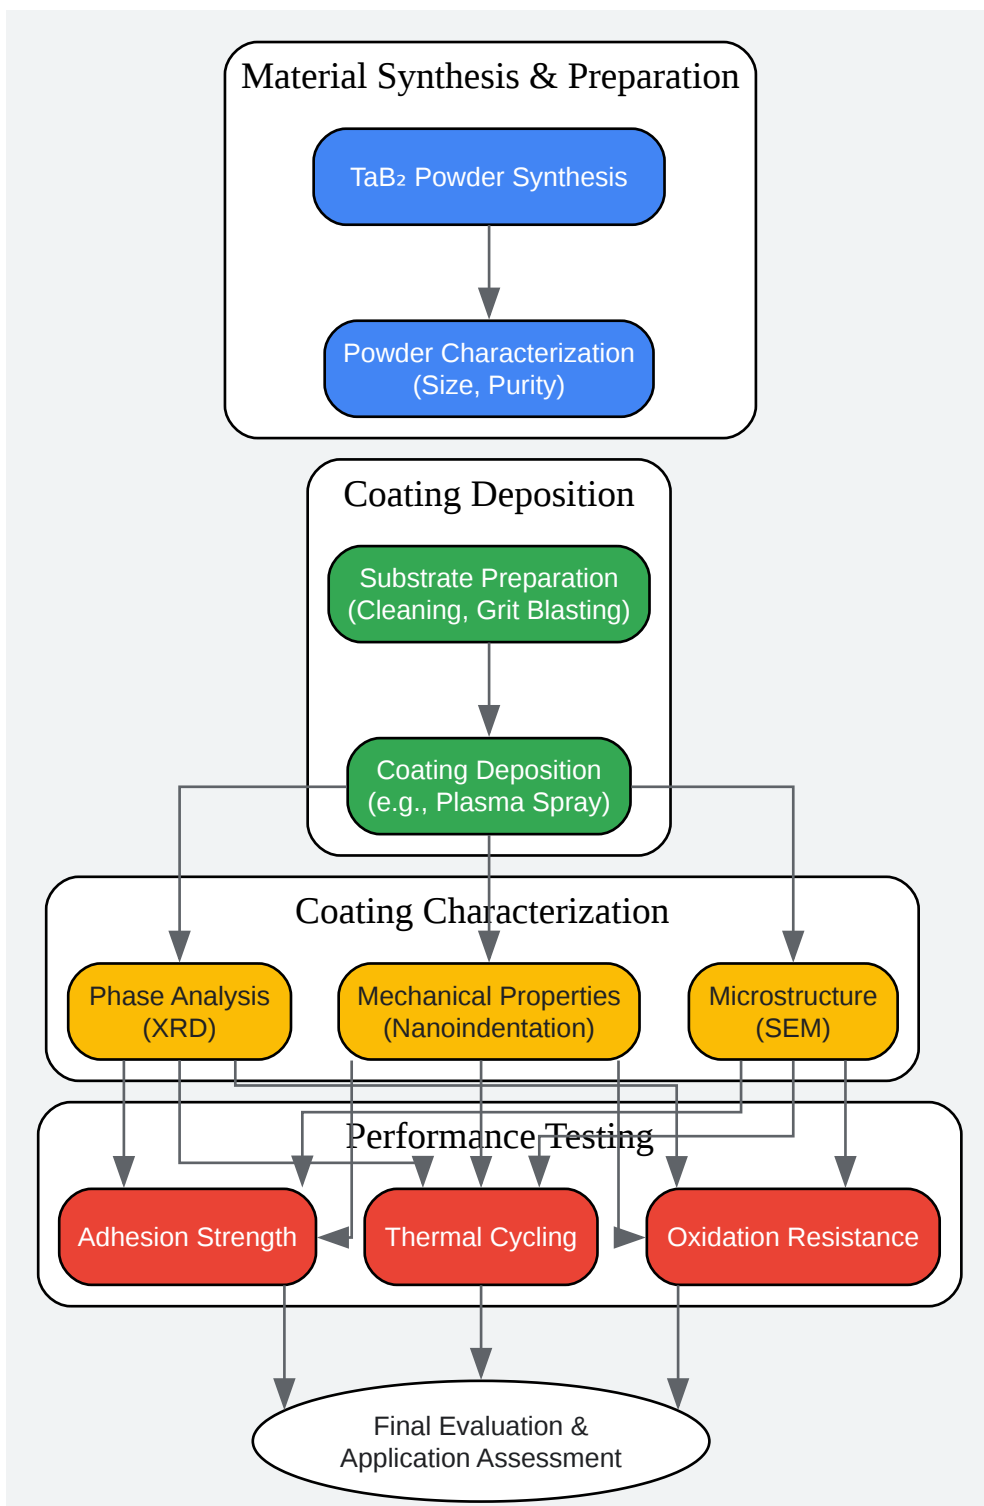 Material Synthesis & Preparation
TaB₂ Powder Synthesis
Powder Characterization
(Size, Purity)
Coating Deposition
Substrate Preparation
(Cleaning, Grit Blasting)
Coating Deposition
(e.g., Plasma Spray)
Coating Characterization
Phase Analysis
(XRD)
Mechanical Properties
(Nanoindentation)
Microstructure
(SEM)
Performance Testing
Adhesion Strength
Thermal Cycling
Oxidation Resistance
Final Evaluation &
Application Assessment